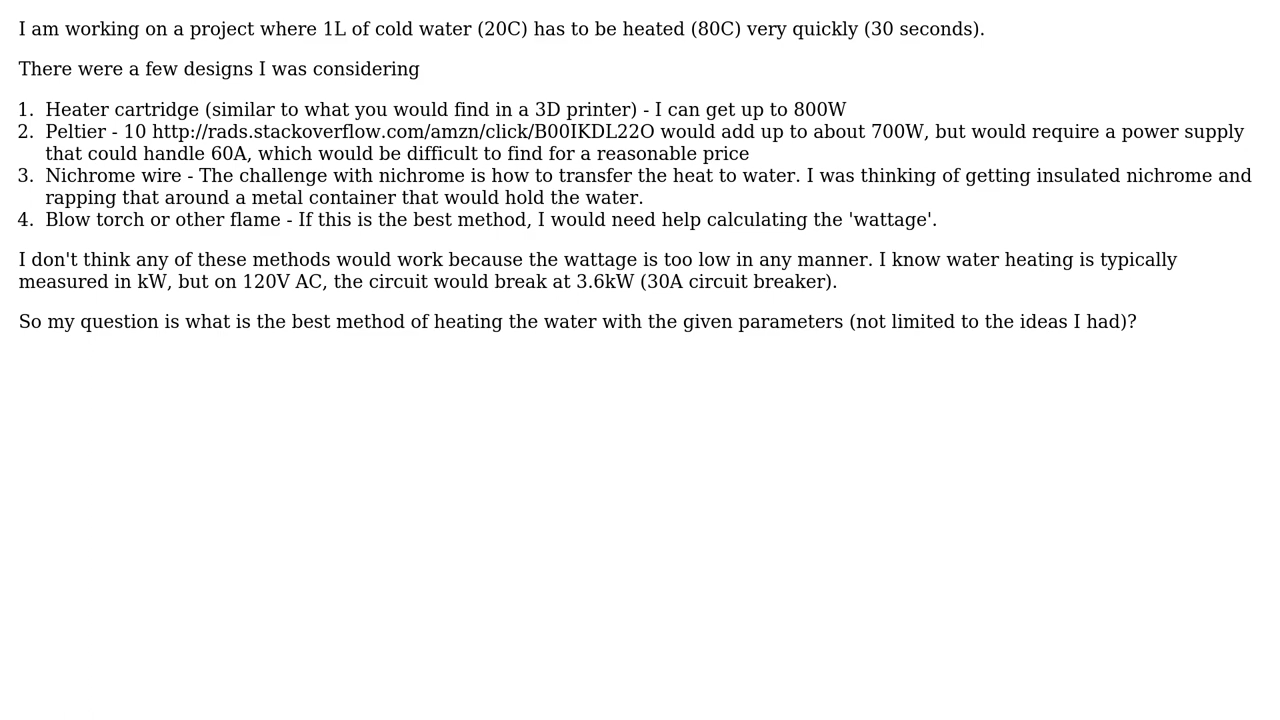 I am working on a project where 1L of cold water (20C) has to be heated (80C) very quickly (30 seconds).
There were a few designs I was considering
1. Heater cartridge (similar to what you would find in a 3D printer) - I can get up to 800W
2. Peltier - 10 http://rads.stackoverflow.com/amzn/click/B00IKDL22O would add up to about 700W, but would require a power supply
that could handle 60A, which would be difficult to find for a reasonable price
3. Nichrome wire - The challenge with nichrome is how to transfer the heat to water. I was thinking of getting insulated nichrome and
rapping that around a metal container that would hold the water.
4. Blow torch or other flame - If this is the best method, I would need help calculating the 'wattage'.
I don't think any of these methods would work because the wattage is too low in any manner. I know water heating is typically
measured in kW, but on 120V AC, the circuit would break at 3.6kW (30A circuit breaker).
So my question is what is the best method of heating the water with the given parameters (not limited to the ideas I had)?